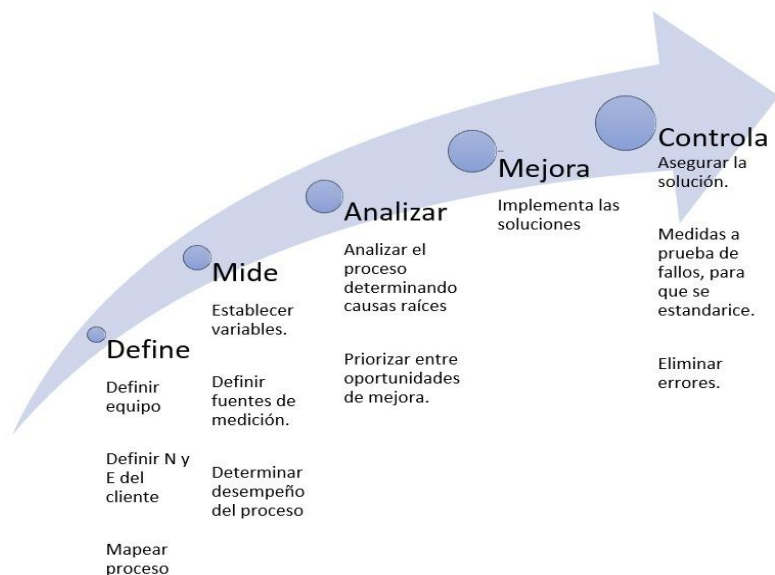 Define
Definir
equipo
Definir N y
E del
cliente
Mapear
proceso
Mide
Establecer
variables.
Definir
fuentes de
medición.
Determinar
desempeño
del proceso
Analizar
Analizar el
proceso
determinando
causas raíces
Priorizar entre
oportunidades
de mejora.
Mejora
Implementa las
soluciones
Controla
Asegurar la
solución.
Medidas a
prueba de
fallos, para
que se
estandarice.
Eliminar
errores.